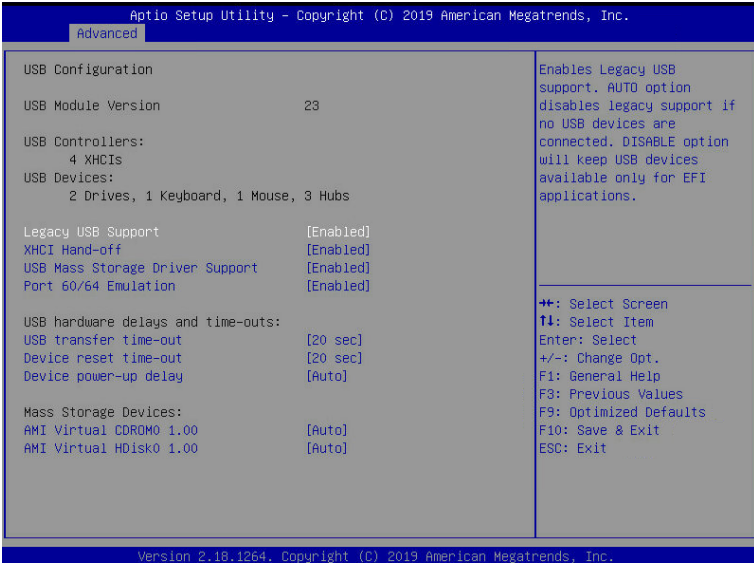 Aptio Setup Utility – Copyright (C) 2019 American Megatrends, Inc.
Advanced
USB Configuration
USB Module Version 23
USB Controllers:
4 XHCIs
USB Devices:
2 Drives, 1 Keyboard, 1 Mouse, 3 Hubs
Legacy USB Support [Enabled]
XHCI Hand-off [Enabled]
USB Mass Storage Driver Support [Enabled]
Port 60/64 Emulation [Enabled]
USB hardware delays and time-outs:
USB transfer time-out [20 sec]
Device reset time-out [20 sec]
Device power-up delay [Auto]
Mass Storage Devices:
AMI Virtual CDROM0 1.00 [Auto]
AMI Virtual HDisk0 1.00 [Auto]
Enables Legacy USB
support. AUTO option
disables legacy support if
no USB devices are
connected. DISABLE option
will keep USB devices
available only for EFI
applications.
→←: Select Screen
↑↓: Select Item
Enter: Select
+/-: Change Opt.
F1: General Help
F3: Previous Values
F9: Optimized Defaults
F10: Save & Exit
ESC: Exit
Version 2.18.1264. Copyright (C) 2019 American Megatrends, Inc.